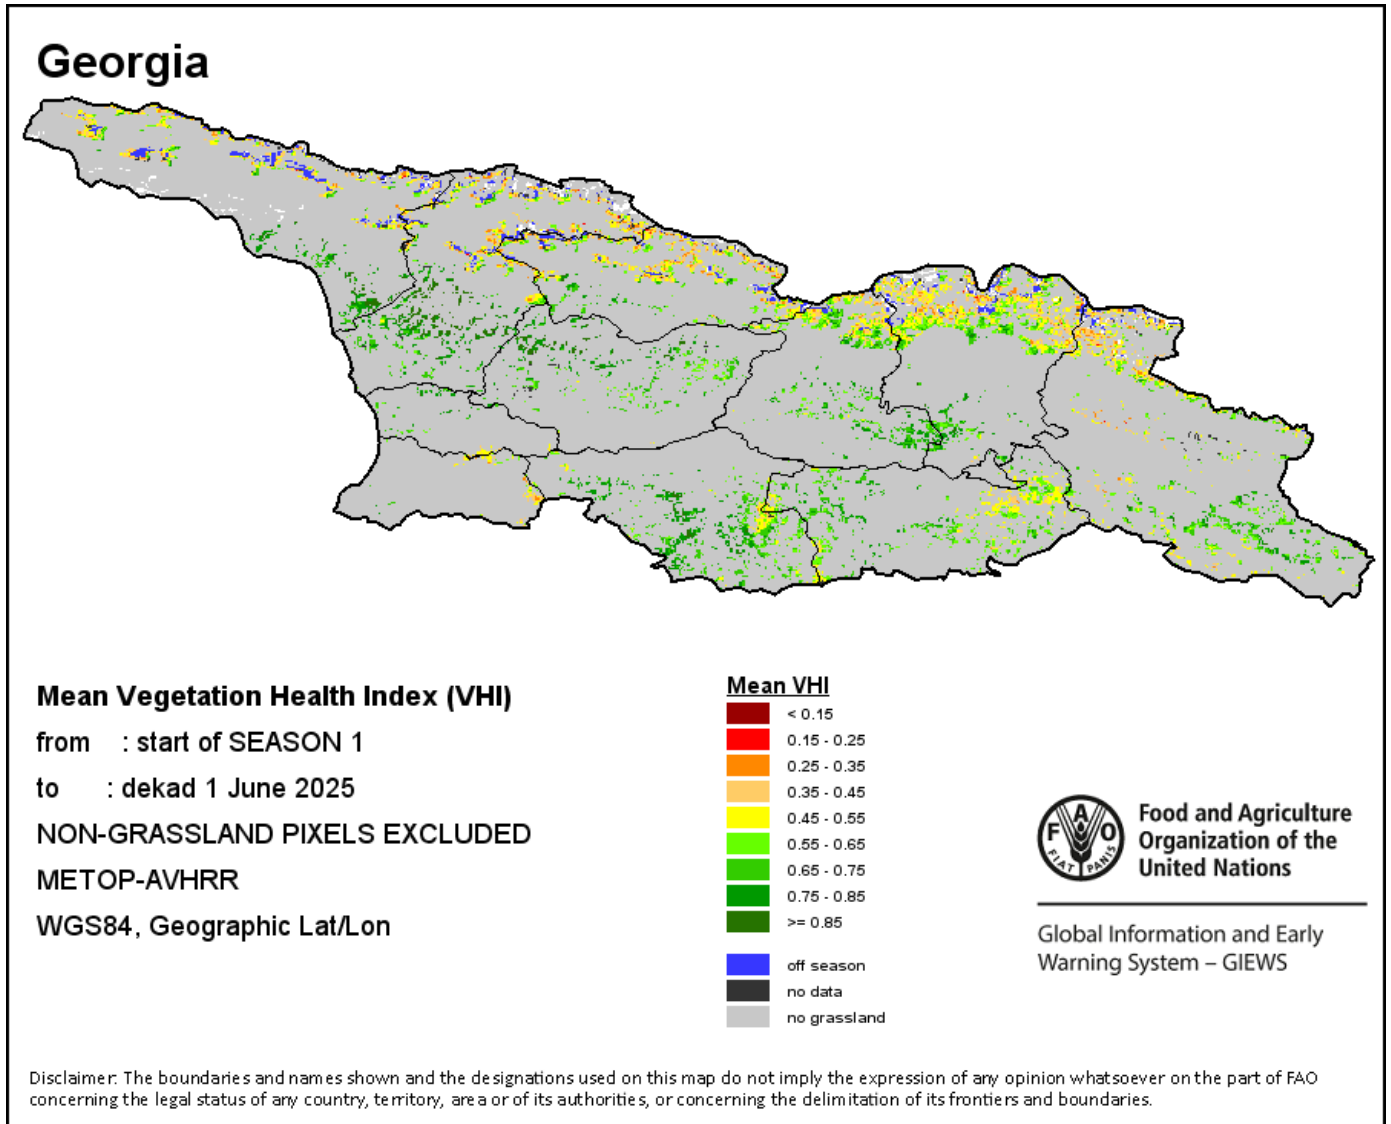 Georgia
Mean Vegetation Health Index (VHI)
from : start of SEASON 1
to : dekad 1 June 2025
NON-GRASSLAND PIXELS EXCLUDED
METOP-AVHRR
WGS84, Geographic Lat/Lon
Mean VHI
< 0.15
0.15 - 0.25
0.25 - 0.35
0.35 - 0.45
0.45 - 0.55
0.55 - 0.65
0.65 - 0.75
0.75 - 0.85
>= 0.85
off season
no data
no grassland
F A O
FIAT PANIS
Food and Agriculture
Organization of the
United Nations
Global Information and Early
Warning System – GIEWS
Disclaimer: The boundaries and names shown and the designations used on this map do not imply the expression of any opinion whatsoever on the part of FAO
concerning the legal status of any country, territory, area or of its authorities, or concerning the delimitation of its frontiers and boundaries.